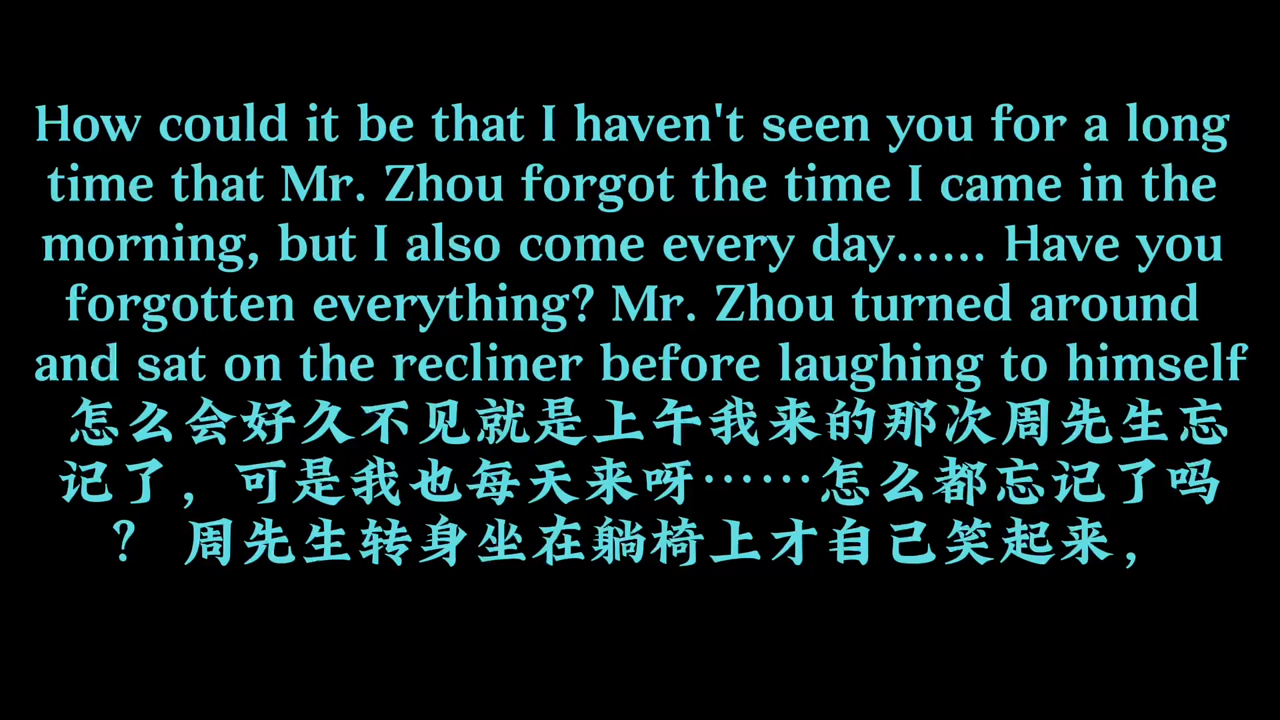 How could it be that I haven't seen you for a long
time that Mr. Zhou forgot the time I came in the
morning, but I also come every day...... Have you
forgotten everything? Mr. Zhou turned around
and sat on the recliner before laughing to himself
怎么会好久不见就是上午我来的那次周先生忘
记了，可是我也每天来呀……怎么都忘记了吗
？ 周先生转身坐在躺椅上才自己笑起来，